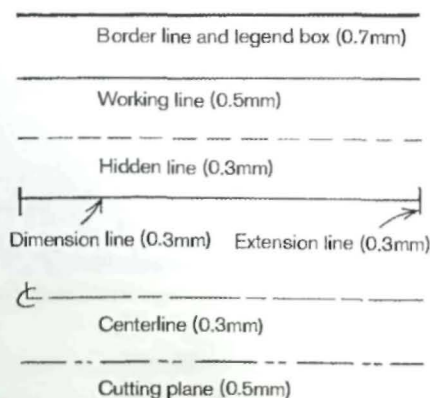 Border line and legend box (0.7mm)
Working line (0.5mm)
Hidden line (0.3mm)
Dimension line (0.3mm) Extension line (0.3mm)
Centerline (0.3mm)
Cutting plane (0.5mm)